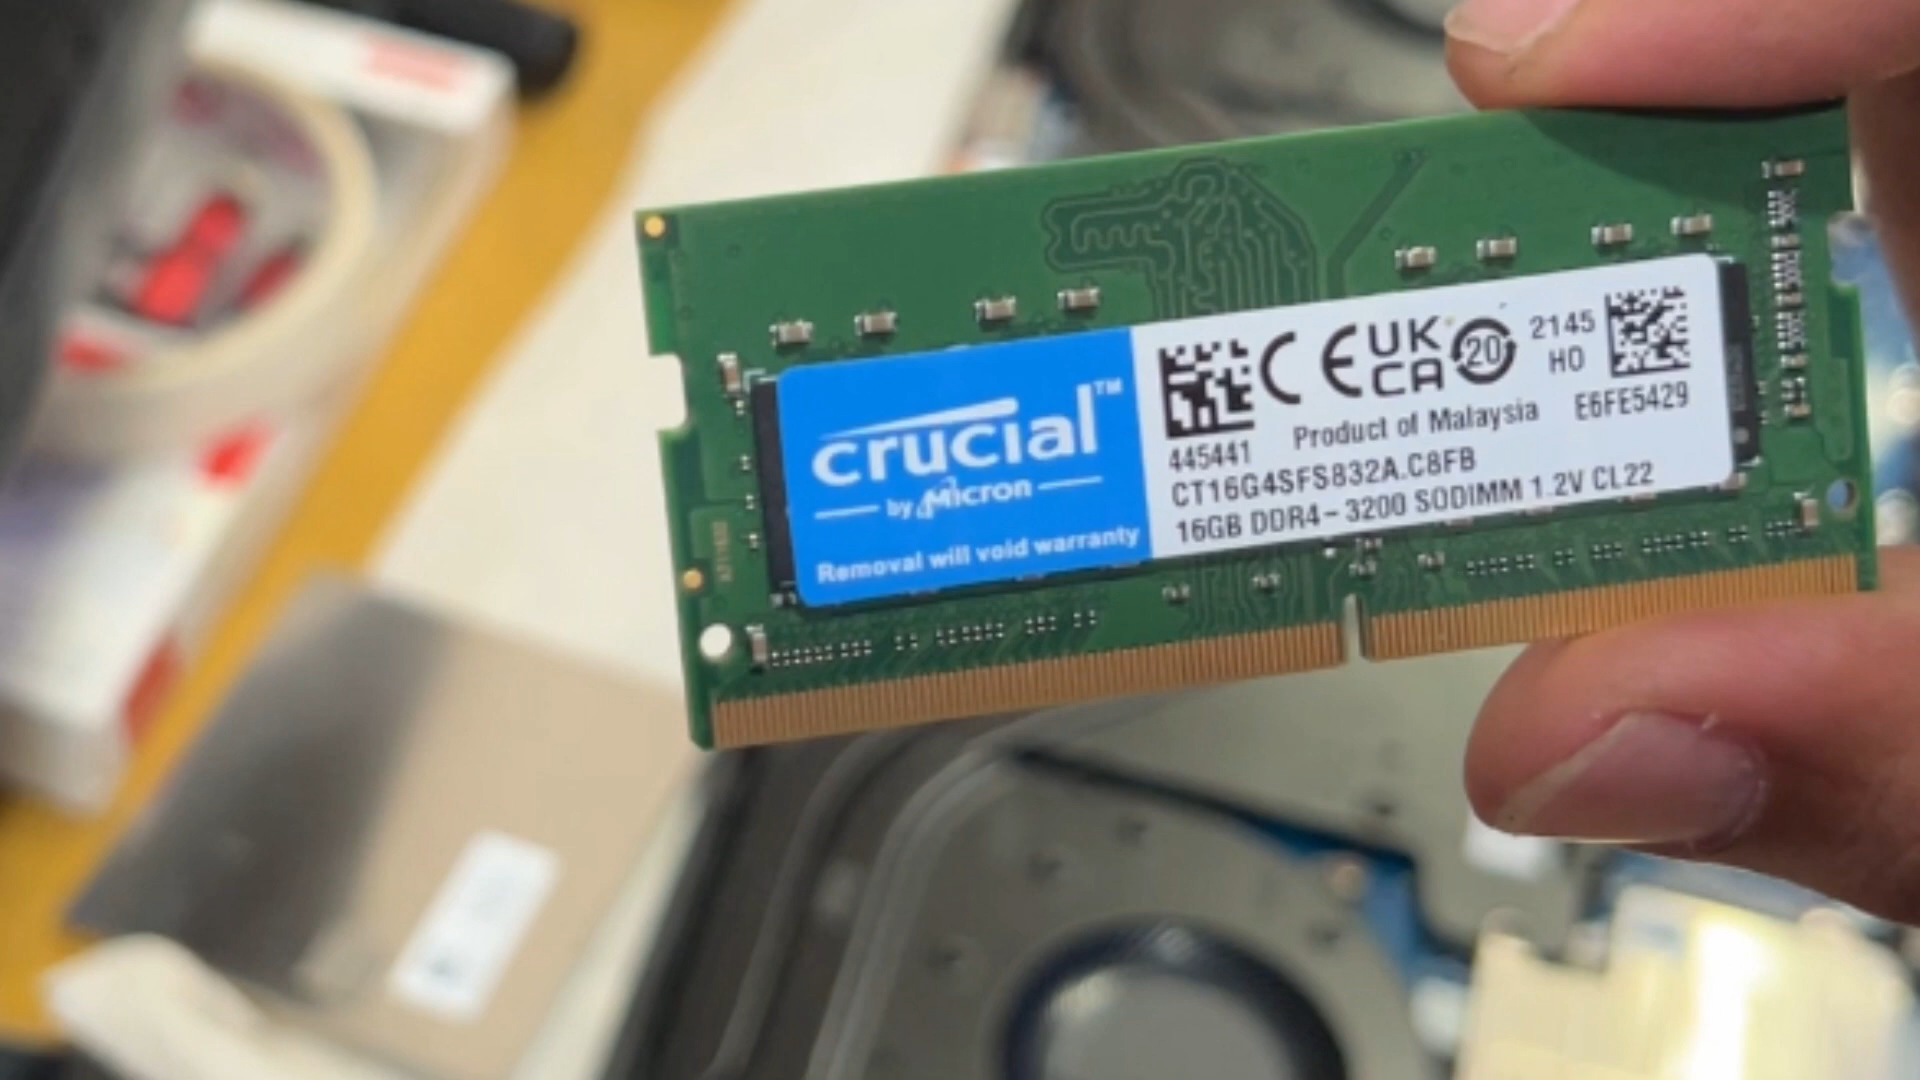 crucial™
by Micron
Removal will void warranty
CE UK CA 20
2145
HO
445441
Product of Malaysia
E6FE5429
CT16G4SFS832A.C8FB
16GB DDR4-3200 SODIMM 1.2V CL22